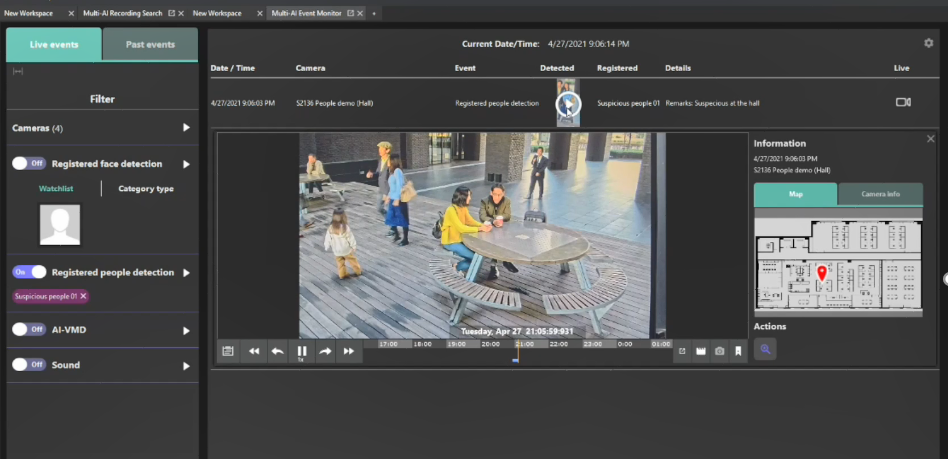 New Workspace
Multi-AI Recording Search
New Workspace
Multi-AI Event Monitor
Live events
Past events
Filter
Cameras (4)
Off Registered face detection
Watchlist
Category type
On Registered people detection
Suspicious people 01
Off AI-VMD
Off Sound
Current Date/Time: 4/27/2021 9:06:14 PM
Date / Time Camera Event Detected Registered Details Live
4/27/2021 9:06:03 PM S2136 People demo (Hall) Registered people detection Suspicious people 01 Remarks: Suspecious at the hall
Tuesday, Apr 27 21:05:59:931
17:00 18:00 19:00 20:00 21:00 22:00 23:00 0:00 01:00
1x
Information
4/27/2021 9:06:03 PM
S2136 People demo (Hall)
Map
Camera info
Actions